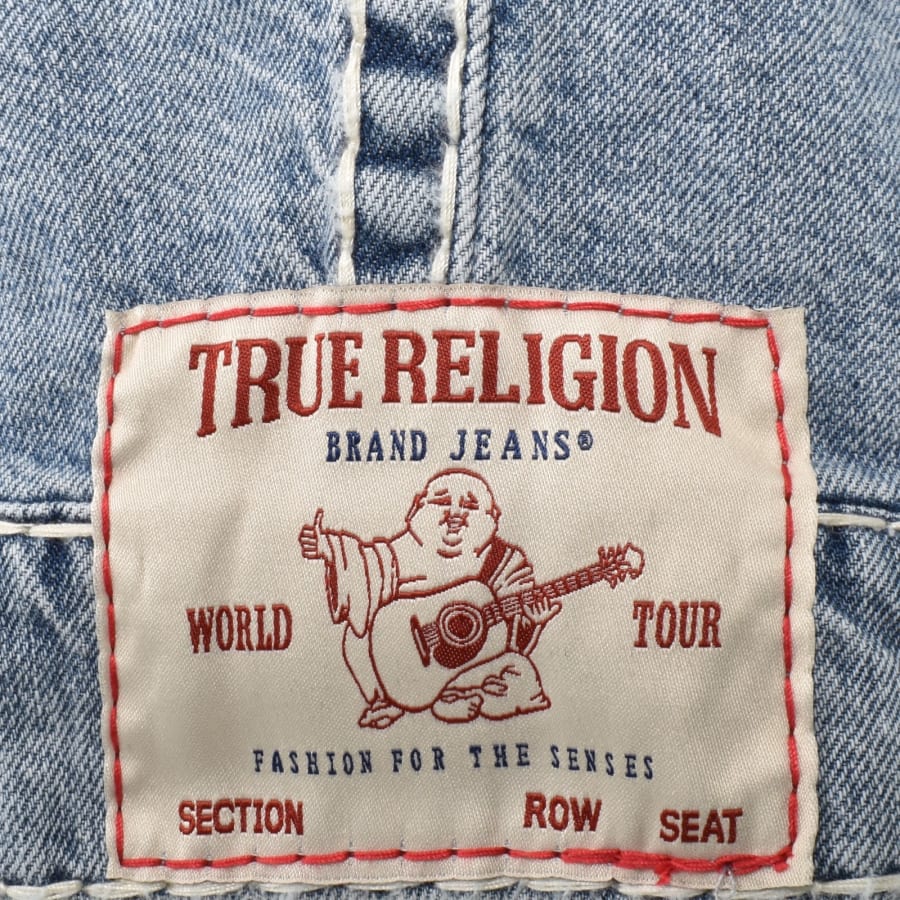 TRUE RELIGION
BRAND JEANS®
WORLD TOUR
FASHION FOR THE SENSES
SECTION ROW SEAT